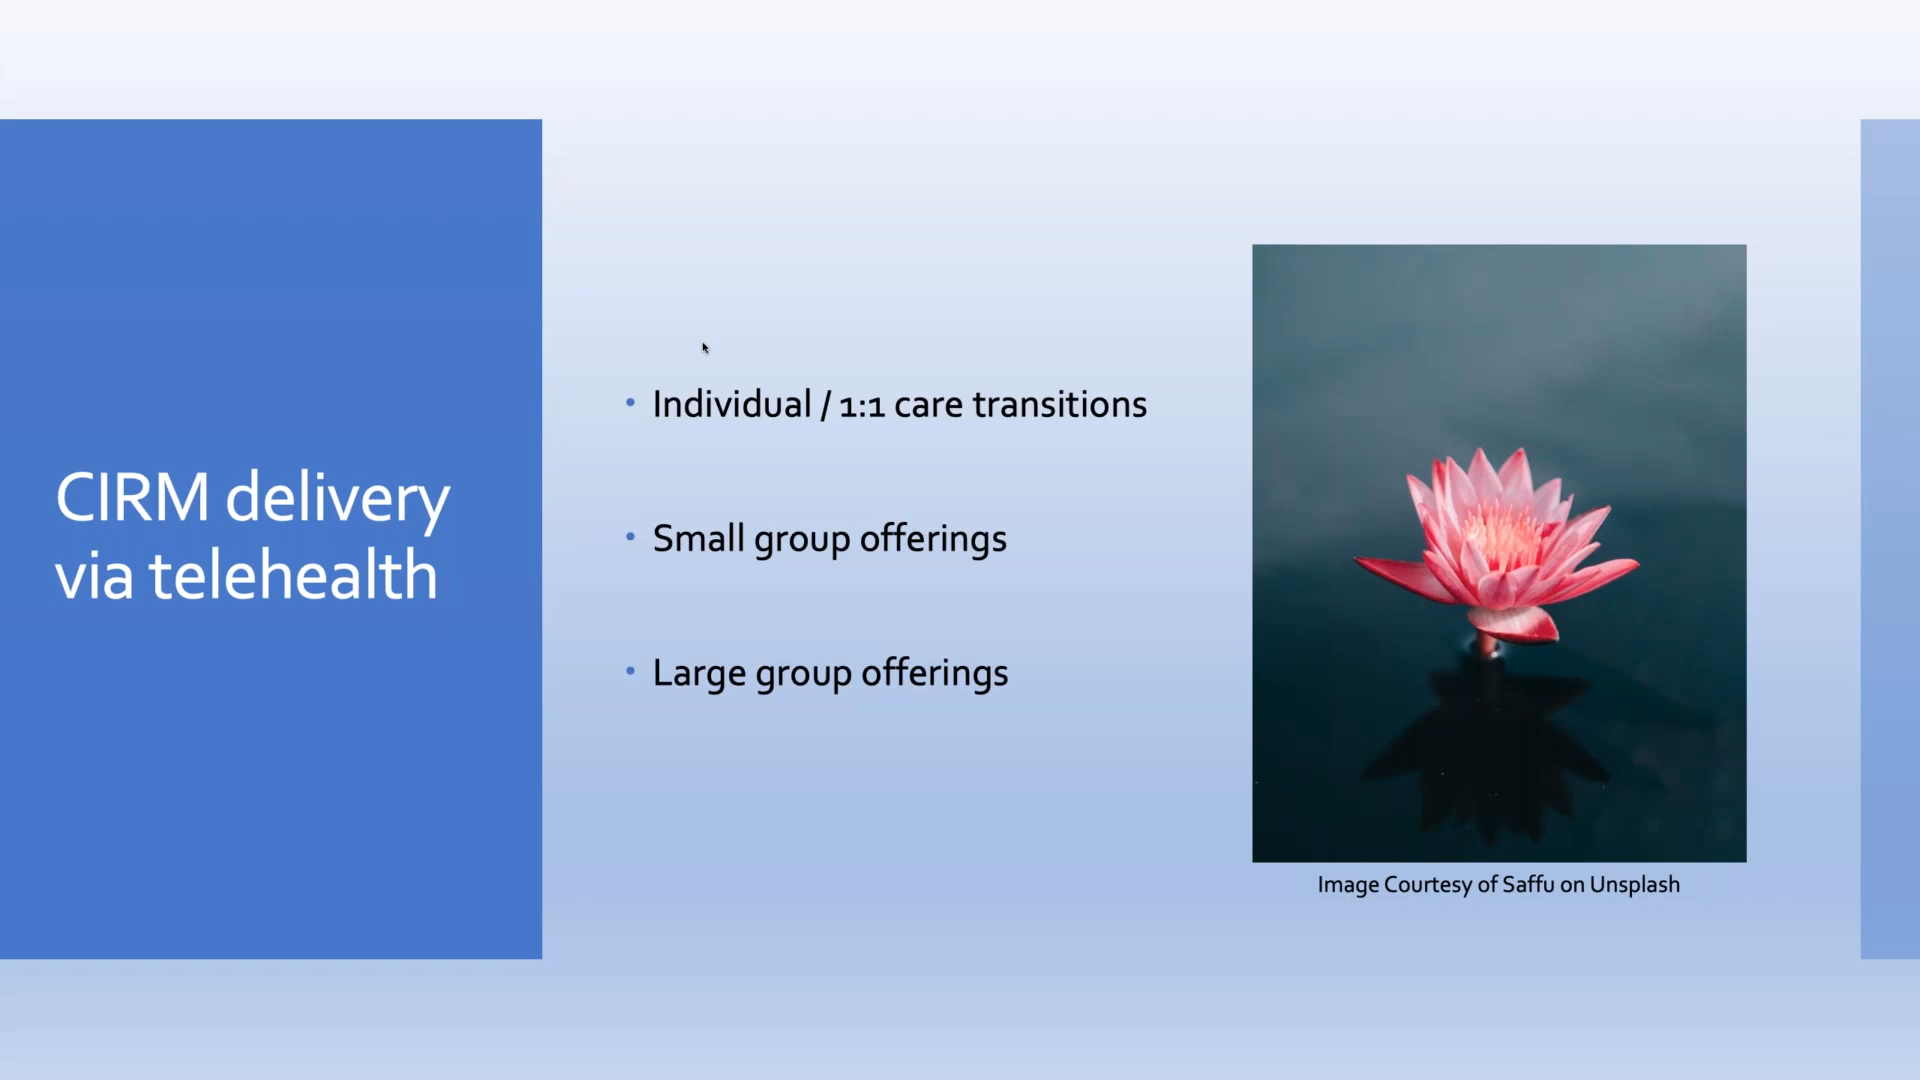 CIRM delivery
via telehealth
• Individual / 1:1 care transitions
• Small group offerings
• Large group offerings
Image Courtesy of Saffu on Unsplash